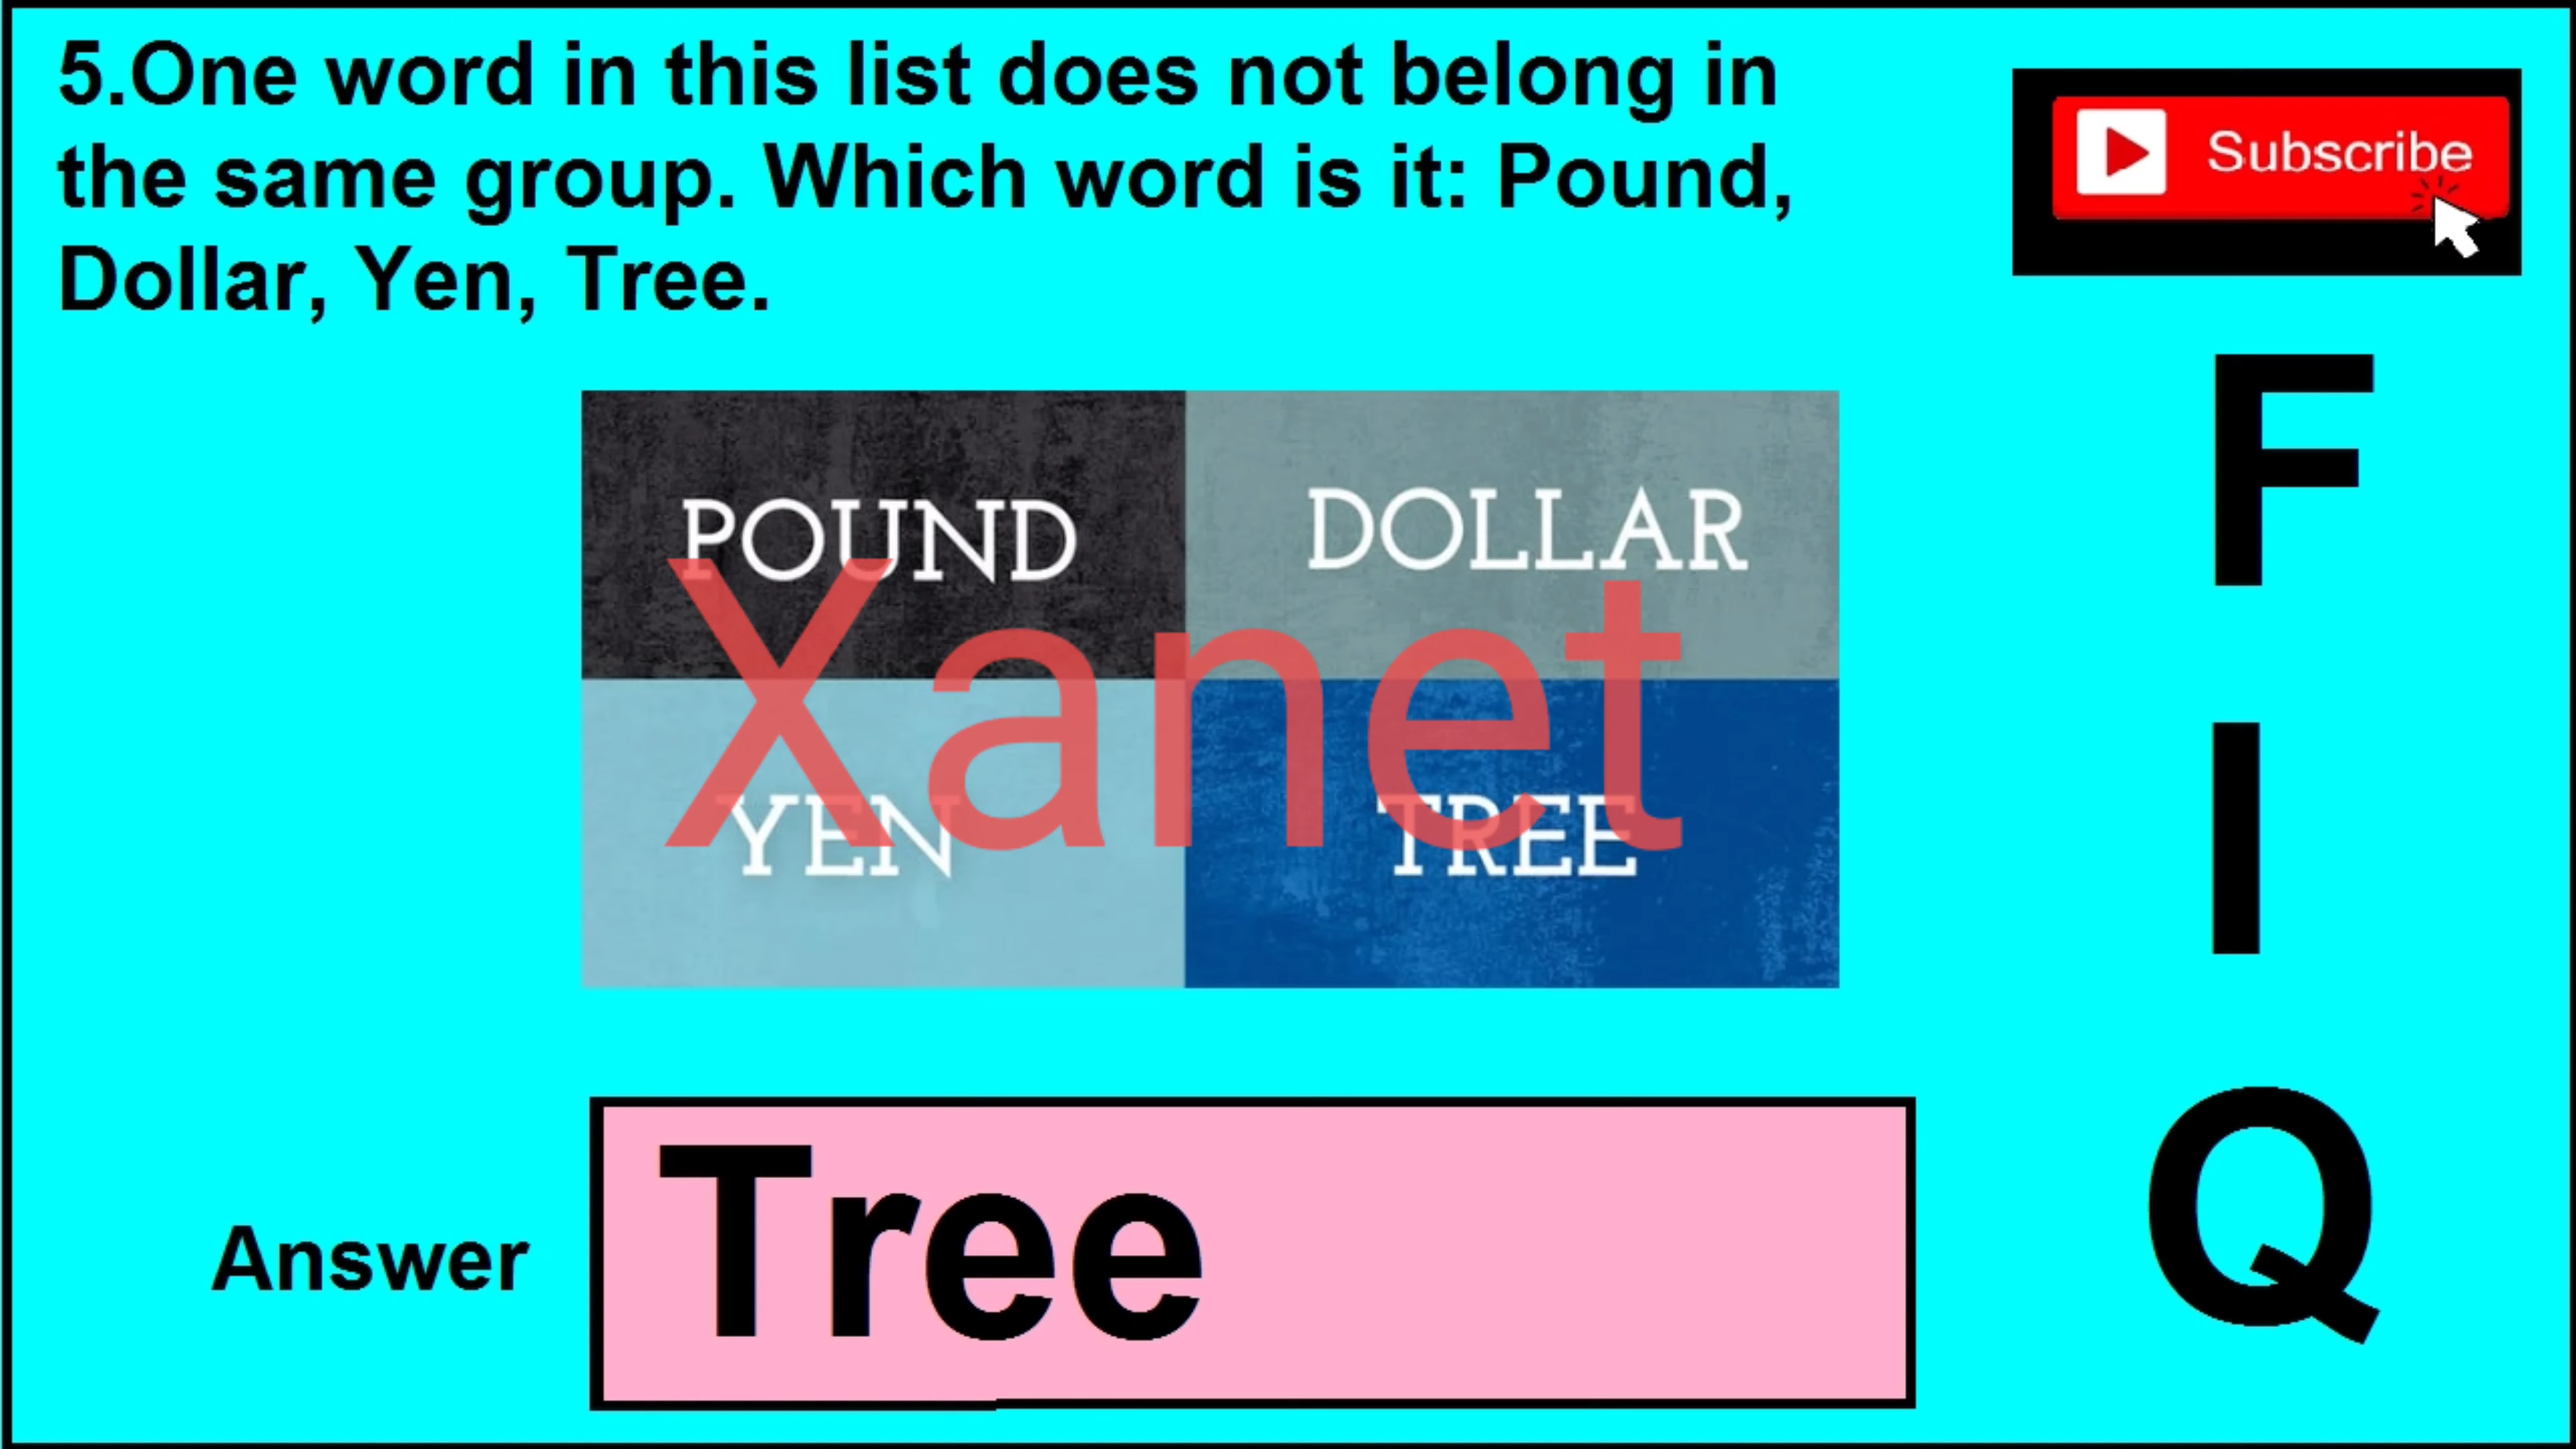 5.One word in this list does not belong in
the same group. Which word is it: Pound,
Dollar, Yen, Tree.
Subscribe
POUND
DOLLAR
Xanet
YEN
TREE
Answer
Tree
F
I
Q